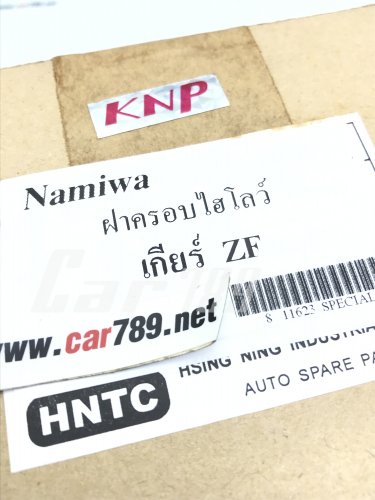 KNP
Namiwa
ฝาครอบไฮโลว์
เกียร์ ZF
www.car789.net
8 11623 SPECIAL
HSING NING INDUSTRIA
HNTC
AUTO SPARE PA